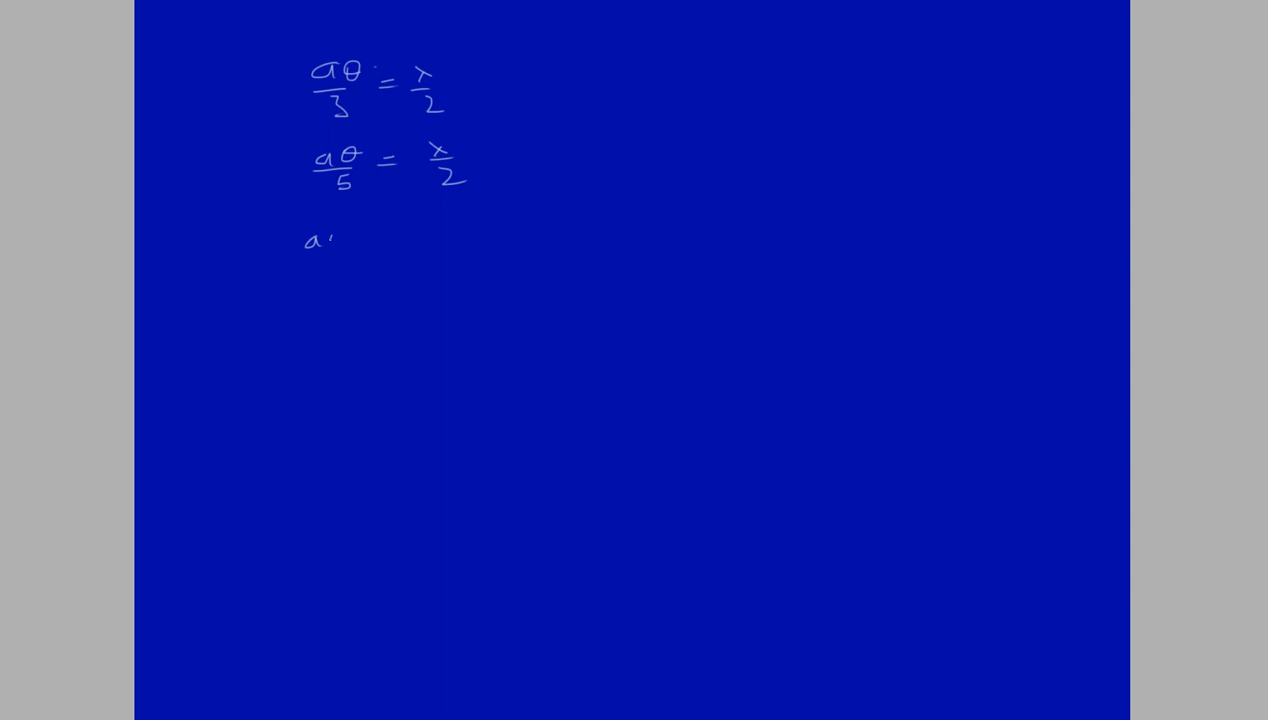 aθ/3 = λ/2
aθ/5 = λ/2
a